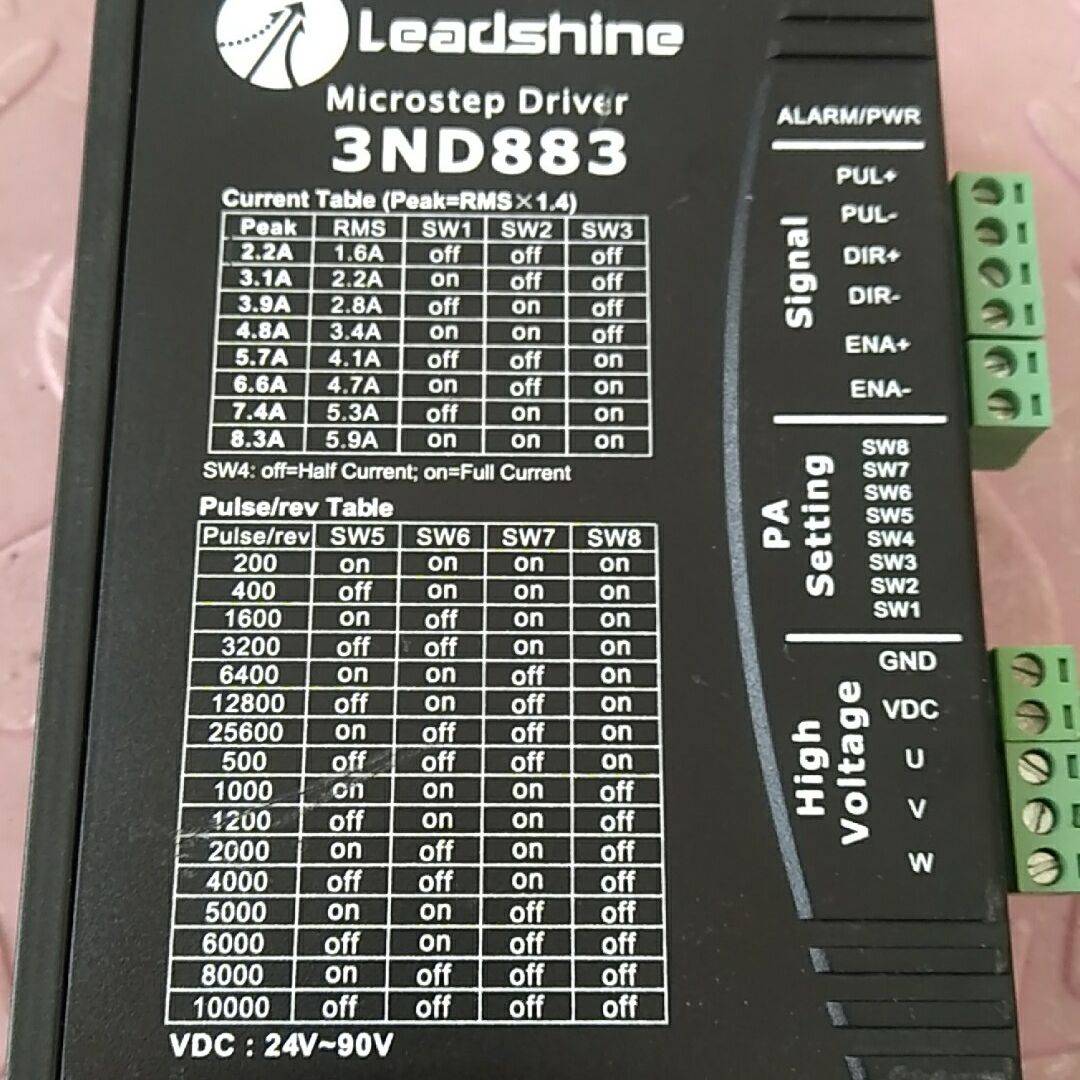 Leadshine
Microstep Driver
3ND883
Current Table (Peak=RMS×1.4)
Peak RMS SW1 SW2 SW3
2.2A 1.6A off off off
3.1A 2.2A on off off
3.9A 2.8A off on off
4.8A 3.4A on on off
5.7A 4.1A off off on
6.6A 4.7A on off on
7.4A 5.3A off on on
8.3A 5.9A on on on
SW4: off=Half Current; on=Full Current
Pulse/rev Table
Pulse/rev SW5 SW6 SW7 SW8
200 on on on on
400 off on on on
1600 on off on on
3200 off off on on
6400 on on off on
12800 off on off on
25600 on off off on
500 off off off on
1000 on on on off
1200 off on on off
2000 on off on off
4000 off off on off
5000 on on off off
6000 off on off off
8000 on off off off
10000 off off off off
VDC : 24V~90V
ALARM/PWR
Signal
PUL+
PUL-
DIR+
DIR-
ENA+
ENA-
PA
Setting
SW8
SW7
SW6
SW5
SW4
SW3
SW2
SW1
High
Voltage
GND
VDC
U
V
W